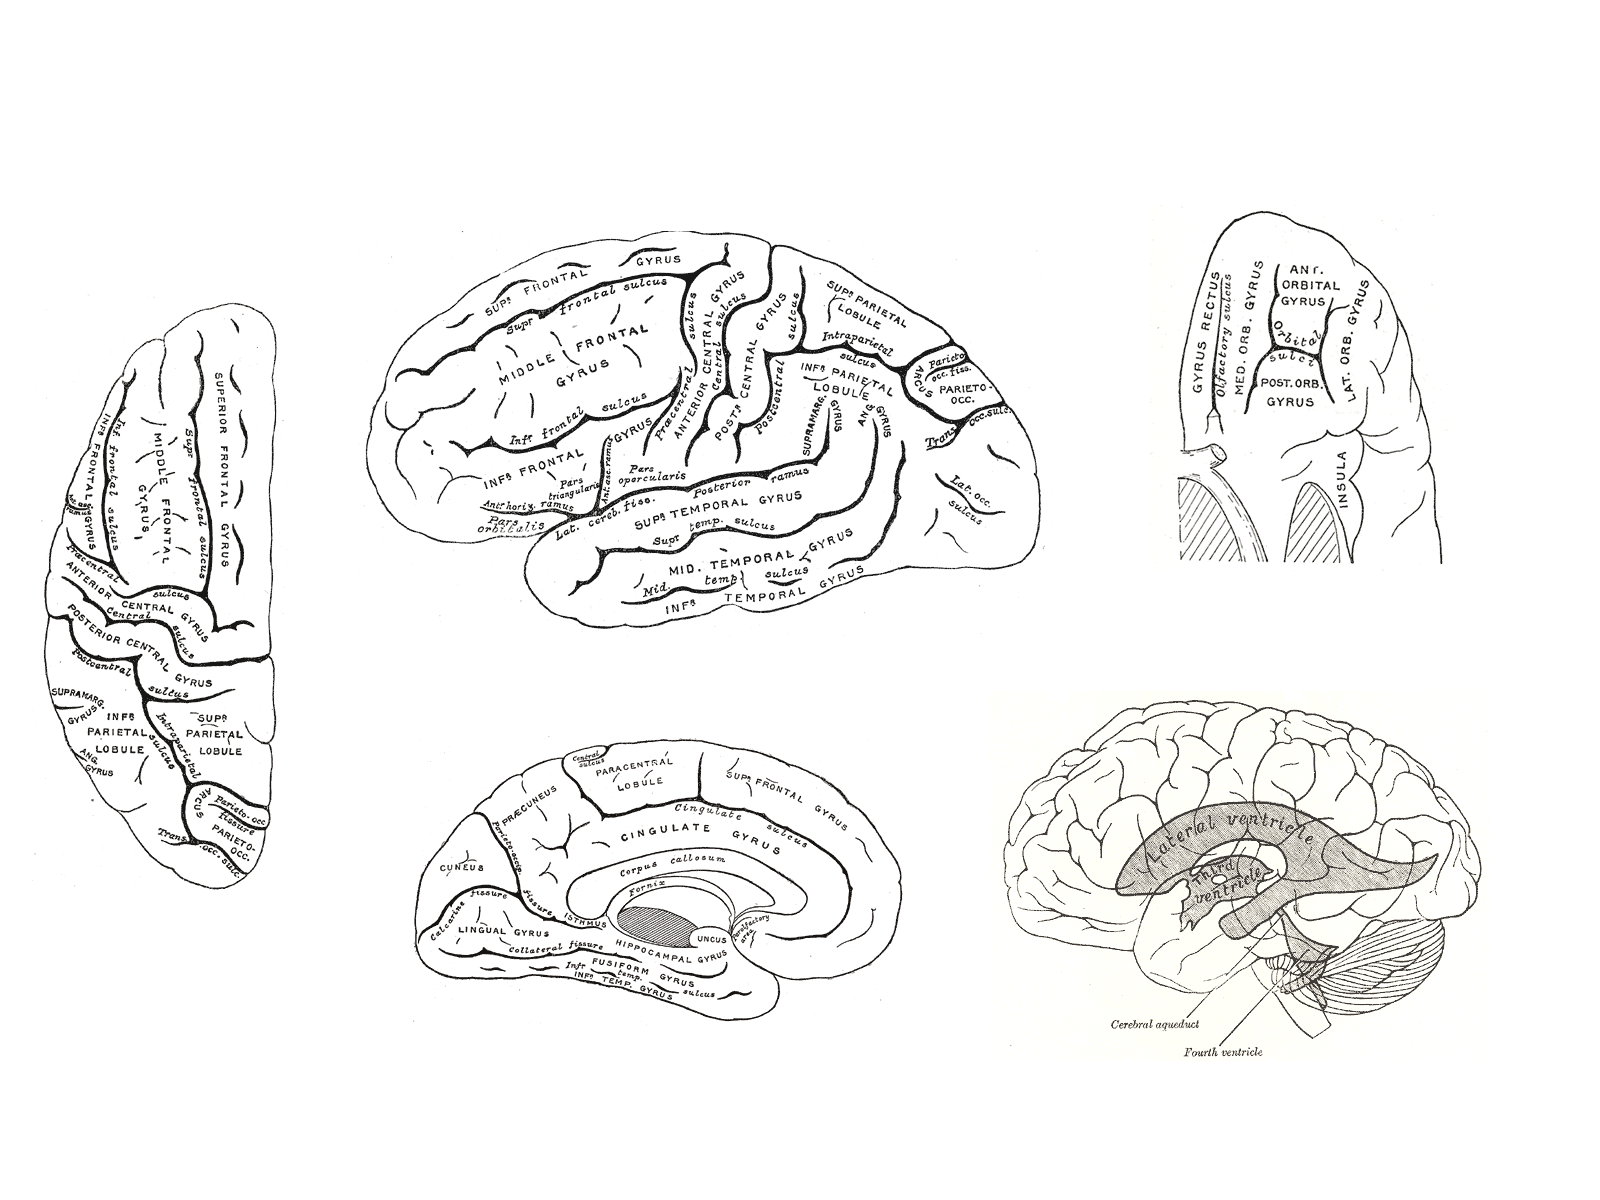 SUPERIOR FRONTAL GYRUS
Supr frontal sulcus
MIDDLE FRONTAL
GYRUS
Inf. frontal sulcus
INFR FRONTAL GYRUS
Præcentral
sulcus
ANTERIOR CENTRAL GYRUS
Central
sulcus
POSTERIOR CENTRAL
GYRUS
Postcentral
sulcus
SUPRAMARG.
GYRUS
INFR
PARIETAL
LOBULE
ANG.
GYRUS
Intraparietal
sulcus
SUPR
PARIETAL
LOBULE
ARCUS
Parieto-occ
fissure
PARIETO-
OCC.
Trans. occ. sulc.
SUPR FRONTAL GYRUS
Supr frontal sulcus
MIDDLE FRONTAL
GYRUS
Infr frontal sulcus
INFR FRONTAL GYRUS
Præcentral sulcus
ANTERIOR CENTRAL GYRUS
Central sulcus
POSTR CENTRAL GYRUS
Postcentral sulcus
SUPR PARIETAL
LOBULE
Intraparietal
sulcus
INFR PARIETAL
LOBULE
SUPRAMARG.
GYRUS
ANG.
GYRUS
Parieto
occ. fiss.
ARCUS
PARIETO-
OCC.
Trans occ. sulc.
Lat. occ.
sulcus
Pars
triangularis
Ant. asc. ramus
Pars
opercularis
Ant. horiz. ramus
Pars
orbitalis
Lat. cereb. fiss.
Posterior ramus
SUPR TEMPORAL GYRUS
Supr temp. sulcus
MID. TEMPORAL GYRUS
Mid. temp. sulcus
INFR TEMPORAL GYRUS
GYRUS RECTUS
Olfactory sulcus
MED. ORB. GYRUS
ANT.
ORBITAL
GYRUS
Orbital
sulci
POST. ORB.
GYRUS
LAT. ORB. GYRUS
INSULA
Central
sulcus
PARACENTRAL
LOBULE
SUPR FRONTAL GYRUS
PRÆCUNEUS
Cingulate sulcus
CINGULATE GYRUS
Parieto-occip. fissure
Corpus callosum
Fornix
CUNEUS
Calcarine fissure
ISTHMUS
LINGUAL GYRUS
Collateral fissure
HIPPOCAMPAL GYRUS
UNCUS
Parolfactory
area
FUSIFORM GYRUS
Infr temp. sulcus
INFR TEMP. GYRUS
Lateral ventricle
Third
ventricle
Cerebral aqueduct
Fourth ventricle